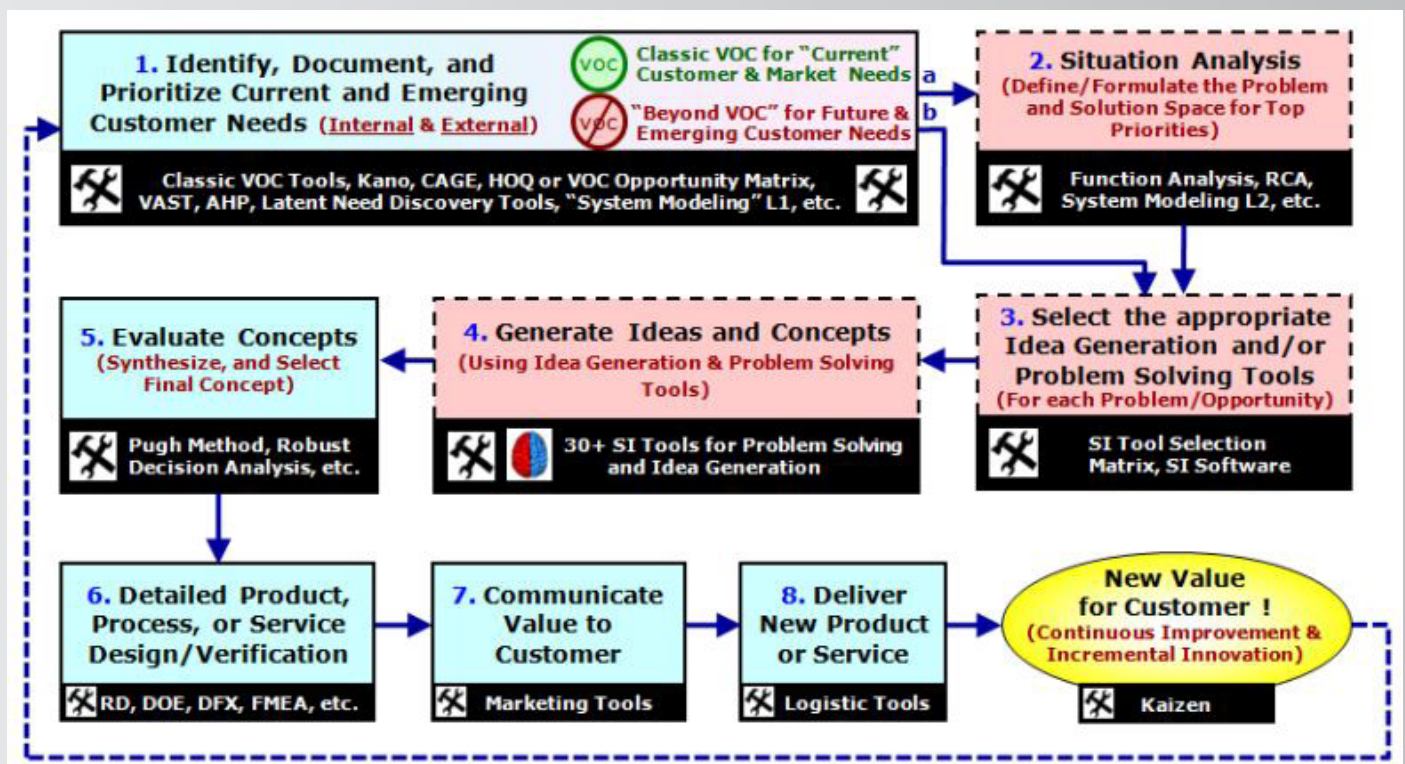 1. Identify, Document, and
Prioritize Current and Emerging
Customer Needs (Internal & External)
VOC
Classic VOC for “Current”
Customer & Market Needs a
VOC
“Beyond VOC” for Future & b
Emerging Customer Needs
Classic VOC Tools, Kano, CAGE, HOQ or VOC Opportunity Matrix,
VAST, AHP, Latent Need Discovery Tools, “System Modeling” L1, etc.
2. Situation Analysis
(Define/Formulate the Problem
and Solution Space for Top
Priorities)
Function Analysis, RCA,
System Modeling L2, etc.
3. Select the appropriate
Idea Generation and/or
Problem Solving Tools
(For each Problem/Opportunity)
SI Tool Selection
Matrix, SI Software
4. Generate Ideas and Concepts
(Using Idea Generation & Problem Solving
Tools)
30+ SI Tools for Problem Solving
and Idea Generation
5. Evaluate Concepts
(Synthesize, and Select
Final Concept)
Pugh Method, Robust
Decision Analysis, etc.
6. Detailed Product,
Process, or Service
Design/Verification
RD, DOE, DFX, FMEA, etc.
7. Communicate
Value to
Customer
Marketing Tools
8. Deliver
New Product
or Service
Logistic Tools
New Value
for Customer !
(Continuous Improvement &
Incremental Innovation)
Kaizen